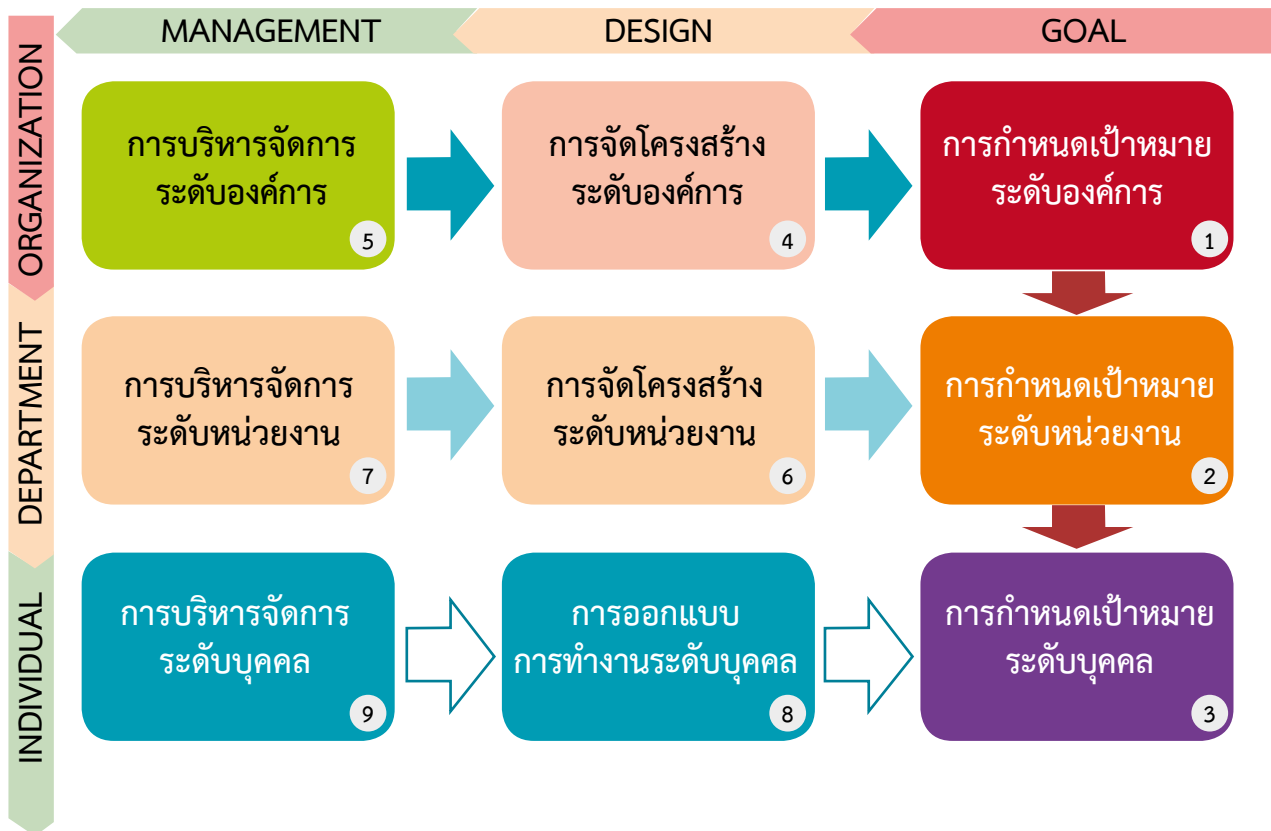 MANAGEMENT
DESIGN
GOAL
ORGANIZATION
การบริหารจัดการ
ระดับองค์การ
5
การจัดโครงสร้าง
ระดับองค์การ
4
การกำหนดเป้าหมาย
ระดับองค์การ
1
DEPARTMENT
การบริหารจัดการ
ระดับหน่วยงาน
7
การจัดโครงสร้าง
ระดับหน่วยงาน
6
การกำหนดเป้าหมาย
ระดับหน่วยงาน
2
INDIVIDUAL
การบริหารจัดการ
ระดับบุคคล
9
การออกแบบ
การทำงานระดับบุคคล
8
การกำหนดเป้าหมาย
ระดับบุคคล
3